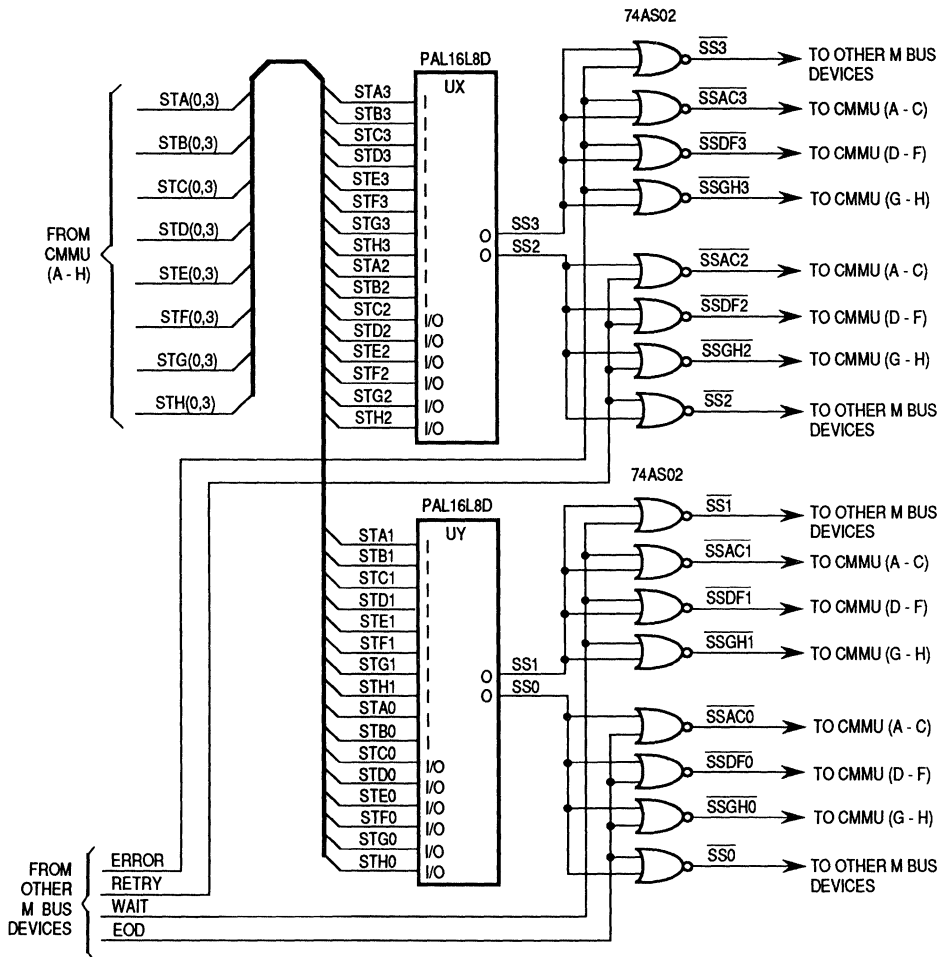 74AS02
PAL16L8D
UX
FROM
CMMU
(A - H)
STA(0,3)
STB(0,3)
STC(0,3)
STD(0,3)
STE(0,3)
STF(0,3)
STG(0,3)
STH(0,3)
STA3
STB3
STC3
STD3
STE3
STF3
STG3
STH3
STA2
STB2
STC2
STD2
STE2
STF2
STG2
STH2
I
I
I
I
I
I
I
I
I
I
I/O
I/O
I/O
I/O
I/O
I/O
O
O
SS3
SS2
SS3
TO OTHER M BUS
DEVICES
SSAC3
TO CMMU (A - C)
SSDF3
TO CMMU (D - F)
SSGH3
TO CMMU (G - H)
SSAC2
TO CMMU (A - C)
SSDF2
TO CMMU (D - F)
SSGH2
TO CMMU (G - H)
SS2
TO OTHER M BUS
DEVICES
74AS02
PAL16L8D
UY
STA1
STB1
STC1
STD1
STE1
STF1
STG1
STH1
STA0
STB0
STC0
STD0
STE0
STF0
STG0
STH0
I
I
I
I
I
I
I
I
I
I
I/O
I/O
I/O
I/O
I/O
I/O
O
O
SS1
SS0
SS1
TO OTHER M BUS
DEVICES
SSAC1
TO CMMU (A - C)
SSDF1
TO CMMU (D - F)
SSGH1
TO CMMU (G - H)
SSAC0
TO CMMU (A - C)
SSDF0
TO CMMU (D - F)
SSGH0
TO CMMU (G - H)
SS0
TO OTHER M BUS
DEVICES
FROM
OTHER
M BUS
DEVICES
ERROR
RETRY
WAIT
EOD